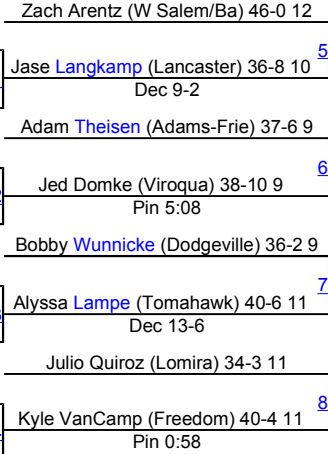 Zach Arentz (W Salem/Ba) 46-0 12
5
Jase Langkamp (Lancaster) 36-8 10
Dec 9-2
Adam Theisen (Adams-Frie) 37-6 9
6
Jed Domke (Viroqua) 38-10 9
Pin 5:08
Bobby Wunnicke (Dodgeville) 36-2 9
7
Alyssa Lampe (Tomahawk) 40-6 11
Dec 13-6
Julio Quiroz (Lomira) 34-3 11
8
Kyle VanCamp (Freedom) 40-4 11
Pin 0:58